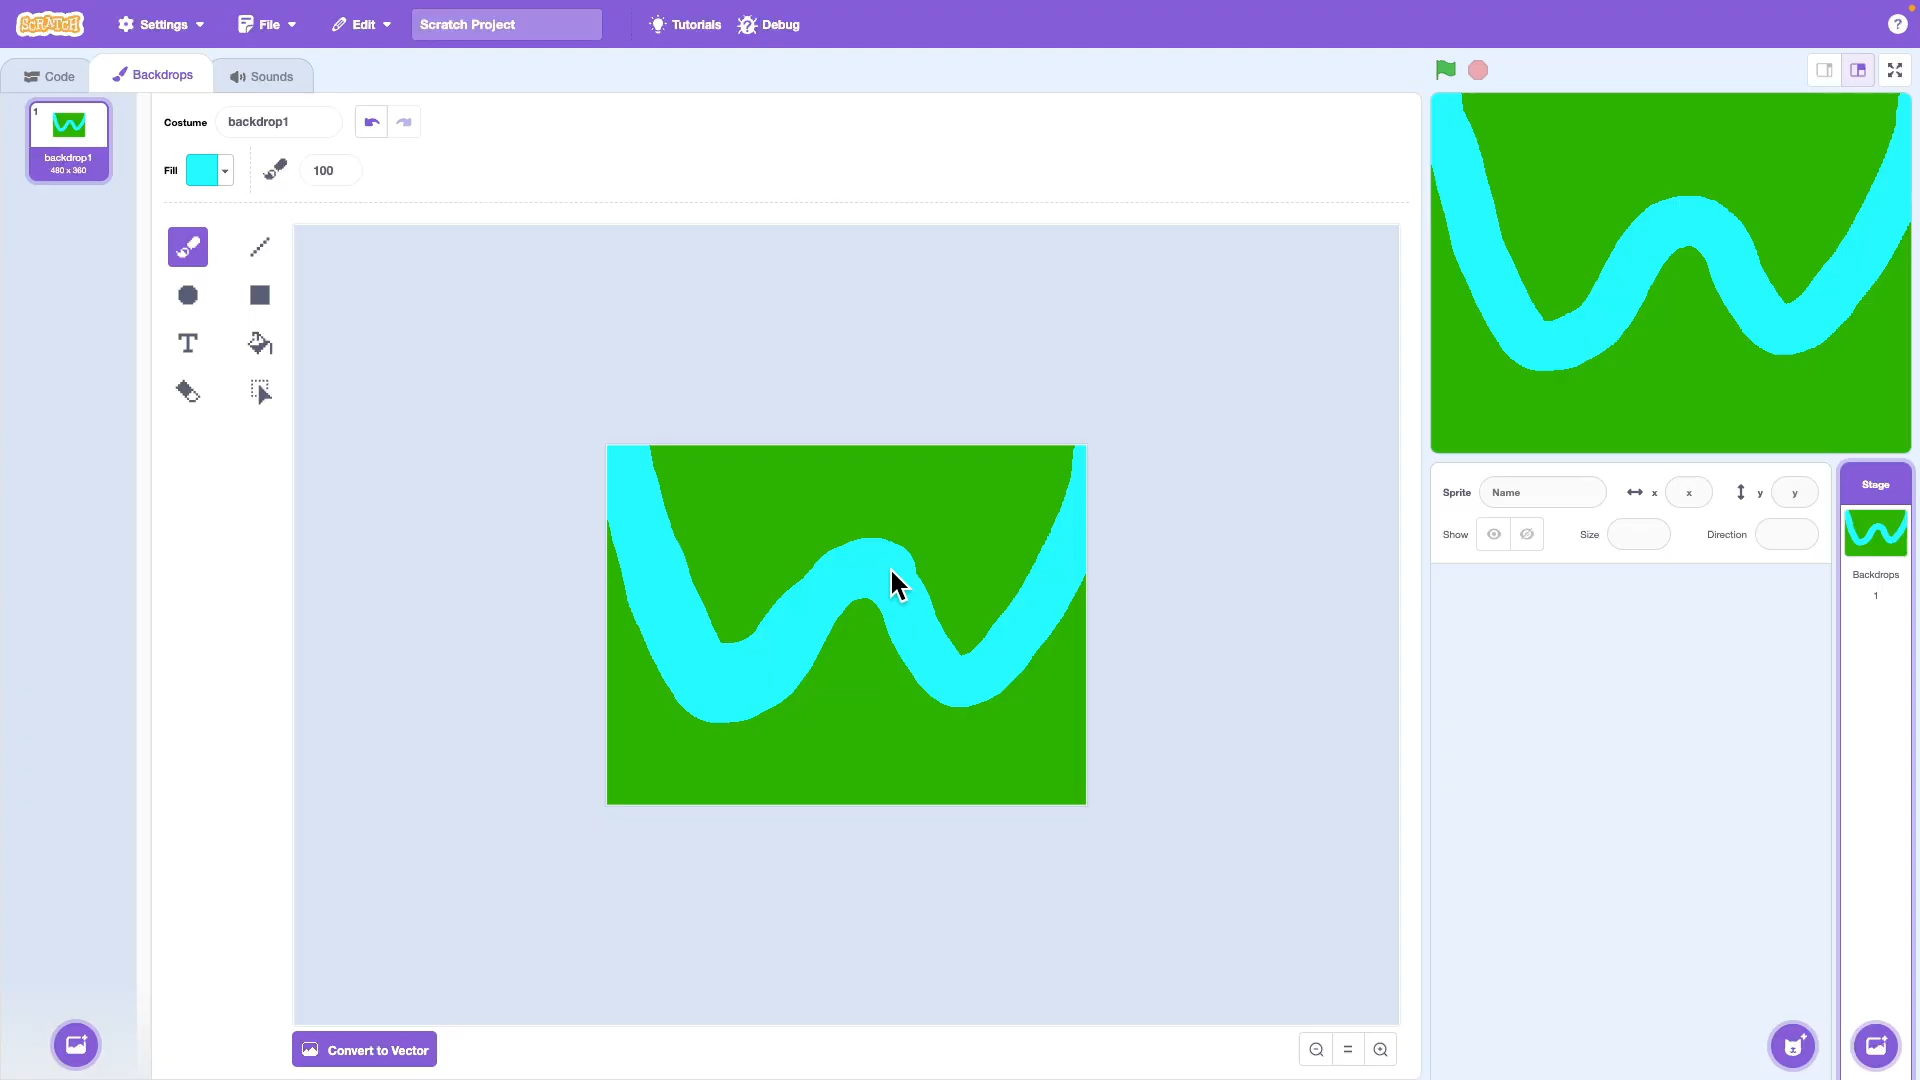 SCRATCH
Settings
File
Edit
Scratch Project
Tutorials
Debug
?
Code
Backdrops
Sounds
1
backdrop1
480 x 360
Costume
backdrop1
Fill
100
T
Convert to Vector
Sprite
Name
x
x
y
y
Show
Size
Direction
Stage
Backdrops
1